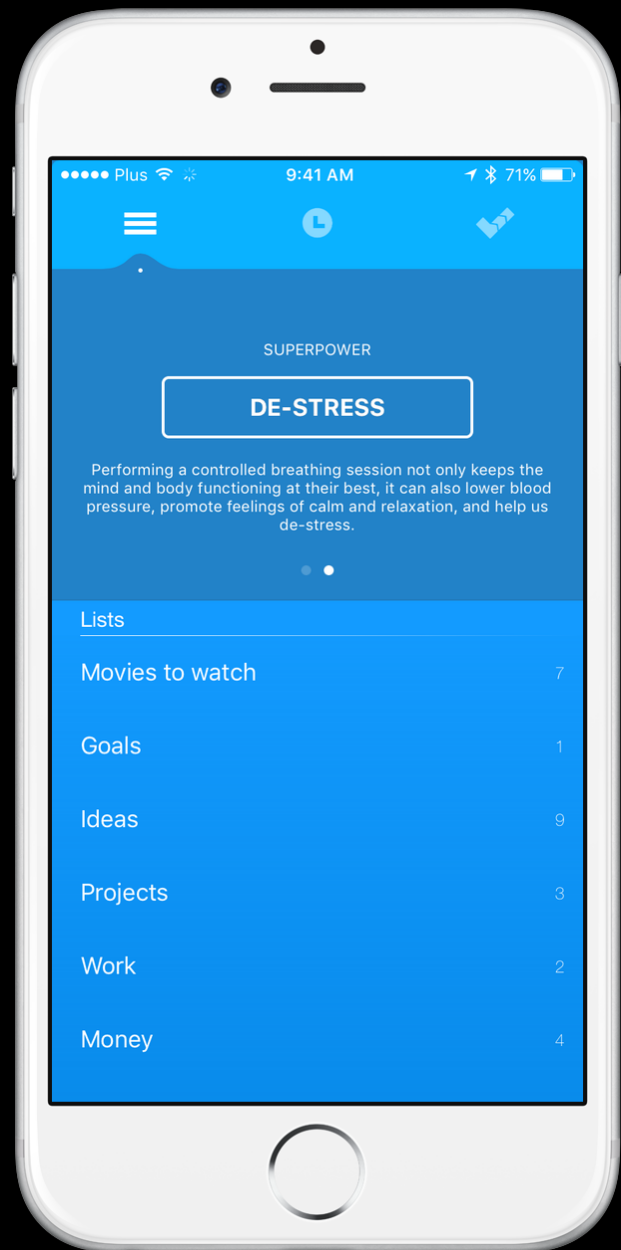 Plus 9:41 AM 71%
SUPERPOWER
DE-STRESS
Performing a controlled breathing session not only keeps the
mind and body functioning at their best, it can also lower blood
pressure, promote feelings of calm and relaxation, and help us
de-stress.
Lists
Movies to watch 7
Goals 1
Ideas 9
Projects 3
Work 2
Money 4